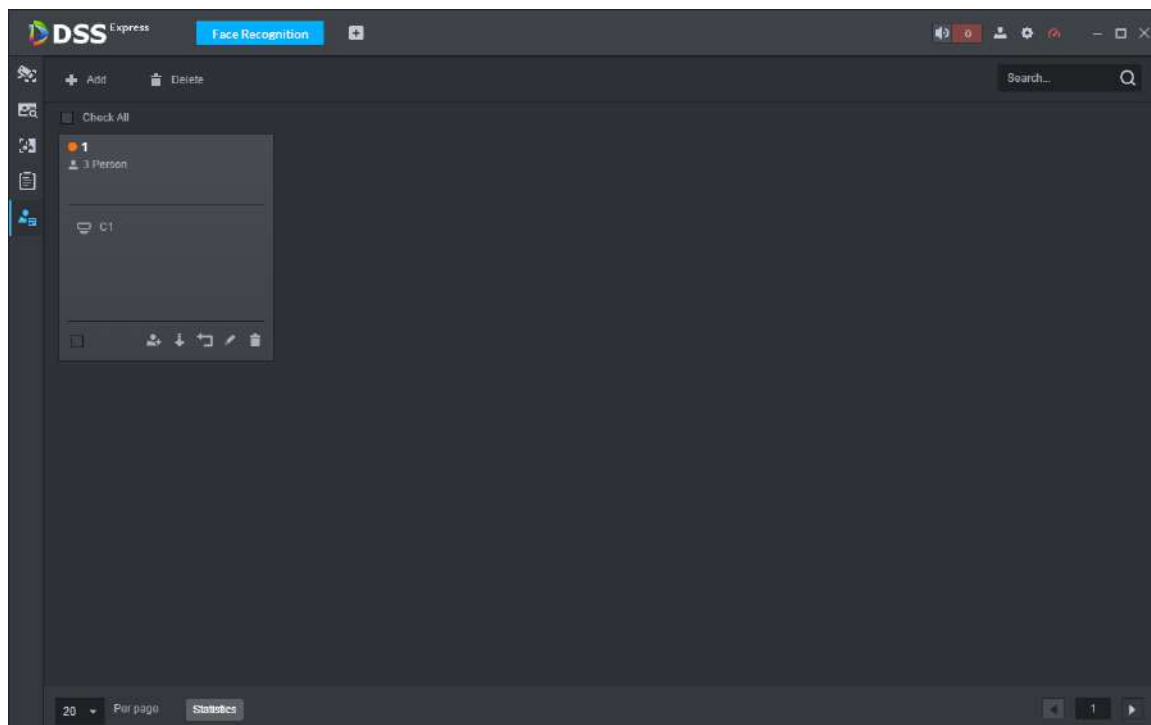 DSS Express
Face Recognition
0
Add
Delete
Search...
Check All
1
3 Person
C1
20
Per page
Statistics
1